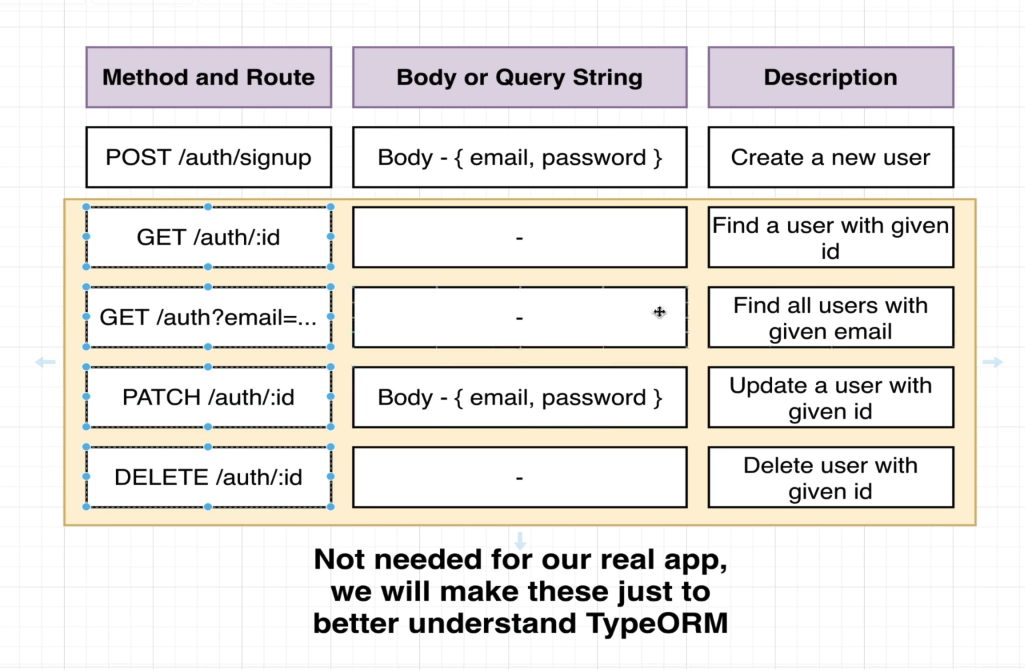 Method and Route Body or Query String Description
POST /auth/signup Body - { email, password } Create a new user
GET /auth/:id - Find a user with given
id
GET /auth?email=... - Find all users with
given email
PATCH /auth/:id Body - { email, password } Update a user with
given id
DELETE /auth/:id - Delete user with
given id
Not needed for our real app,
we will make these just to
better understand TypeORM